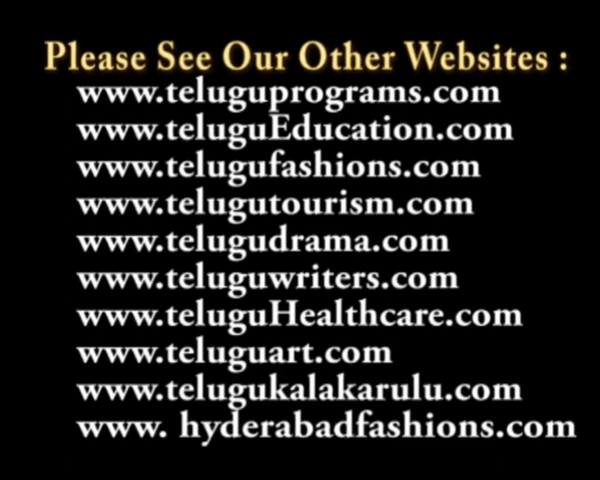 Please See Our Other Websites :
www.teluguprograms.com
www.teluguEducation.com
www.telugufashions.com
www.telugutourism.com
www.telugudrama.com
www.teluguwriters.com
www.teluguHealthcare.com
www.teluguart.com
www.telugukalakarulu.com
www. hyderabadfashions.com